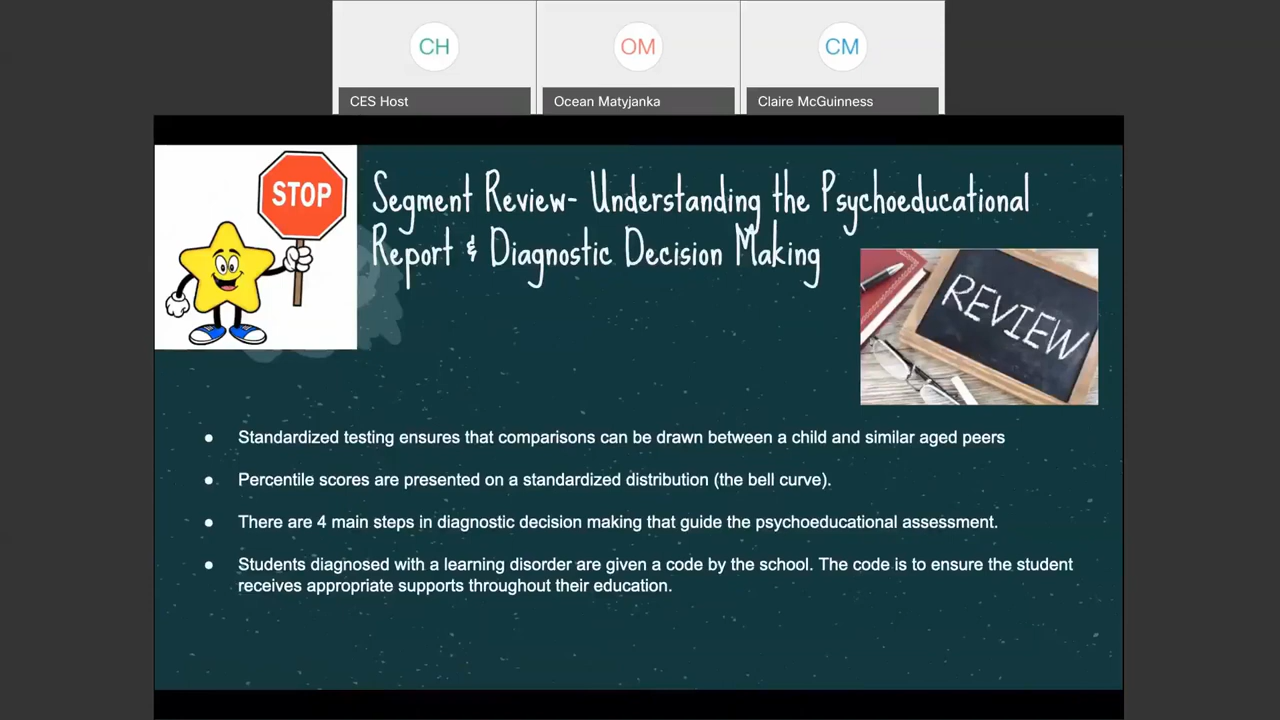 CH
OM
CM
CES Host
Ocean Matyjanka
Claire McGuinness
STOP
Segment Review- Understanding the Psychoeducational
Report & Diagnostic Decision Making
REVIEW
● Standardized testing ensures that comparisons can be drawn between a child and similar aged peers
● Percentile scores are presented on a standardized distribution (the bell curve).
● There are 4 main steps in diagnostic decision making that guide the psychoeducational assessment.
● Students diagnosed with a learning disorder are given a code by the school. The code is to ensure the student
receives appropriate supports throughout their education.